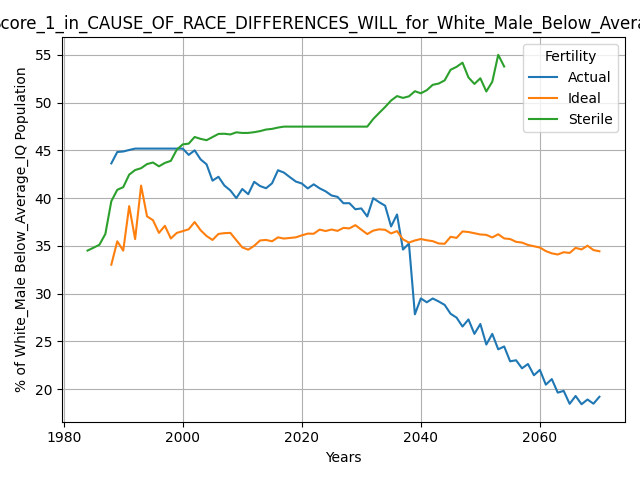 core_1_in_CAUSE_OF_RACE_DIFFERENCES_WILL_for_White_Male_Below_Avera
% of White_Male Below_Average_IQ Population
55
50
45
40
35
30
25
20
Fertility
Actual
Ideal
Sterile
1980
2000
2020
2040
2060
Years